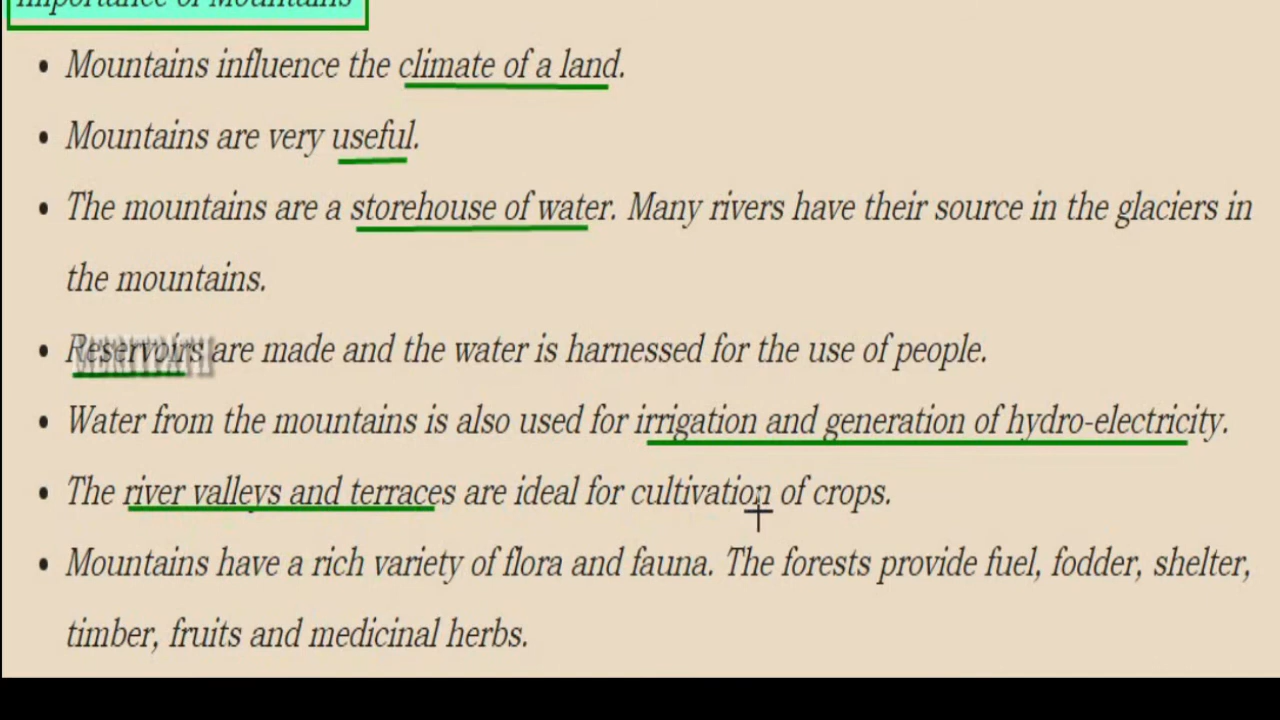 Importance of Mountains
• Mountains influence the climate of a land.
• Mountains are very useful.
• The mountains are a storehouse of water. Many rivers have their source in the glaciers in
the mountains.
• Reservoirs are made and the water is harnessed for the use of people.
• Water from the mountains is also used for irrigation and generation of hydro-electricity.
• The river valleys and terraces are ideal for cultivation of crops.
• Mountains have a rich variety of flora and fauna. The forests provide fuel, fodder, shelter,
timber, fruits and medicinal herbs.